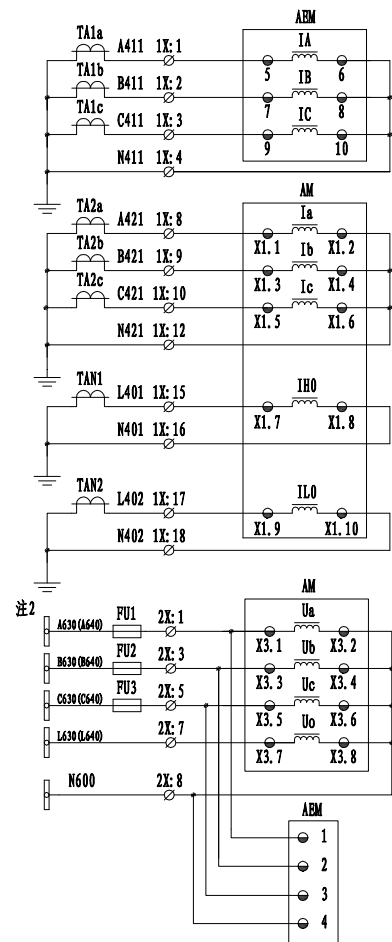 AEM
TA1a A411 1X:1 IA
5 6
TA1b B411 1X:2 IB
7 8
TA1c C411 1X:3 IC
9 10
N411 1X:4
AM
TA2a A421 1X:8 Ia
X1.1 X1.2
TA2b B421 1X:9 Ib
X1.3 X1.4
TA2c C421 1X:10 Ic
X1.5 X1.6
N421 1X:12
TAN1 L401 1X:15 IH0
X1.7 X1.8
N401 1X:16
TAN2 L402 1X:17 IL0
X1.9 X1.10
N402 1X:18
AM
注2
A630(A640) FU1 2X:1 Ua
X3.1 X3.2
B630(B640) FU2 2X:3 Ub
X3.3 X3.4
C630(C640) FU3 2X:5 Uc
X3.5 X3.6
L630(L640) 2X:7 Uo
X3.7 X3.8
N600 2X:8
AEM
1
2
3
4